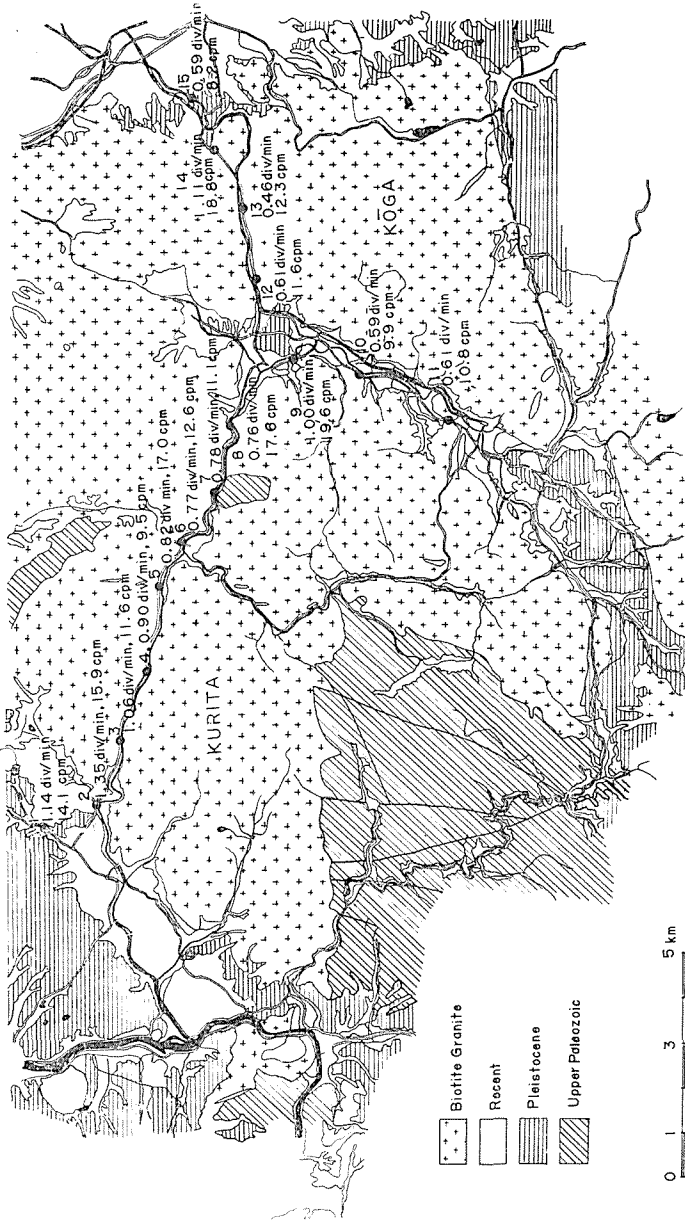 1.14 div/min
14.1 cpm
2
1.35 div/min, 15.9 cpm
3
1.06 div/min, 11.6 cpm
4 0.90 div/min, 9.5 cpm
5 0.82 div min, 17.0 cpm
6
0.77 div/min, 12.6 cpm
7
0.78 div/min, 11.1 cpm
8
0.76 div/min
17.6 cpm
9
1.00 div/min
19.6 cpm
10
0.59 div/min
9.9 cpm
0.61 div/min
10.8 cpm
12
0.61 div/min
11.6 cpm
13
0.46 div/min
12.3 cpm
14
1.11 div/min
18.8 cpm
15
0.59 div/min
8.2 cpm
KURITA
KŌGA
Biotite Granite
Recent
Pleistocene
Upper Paleozoic
0 1 3 5 km